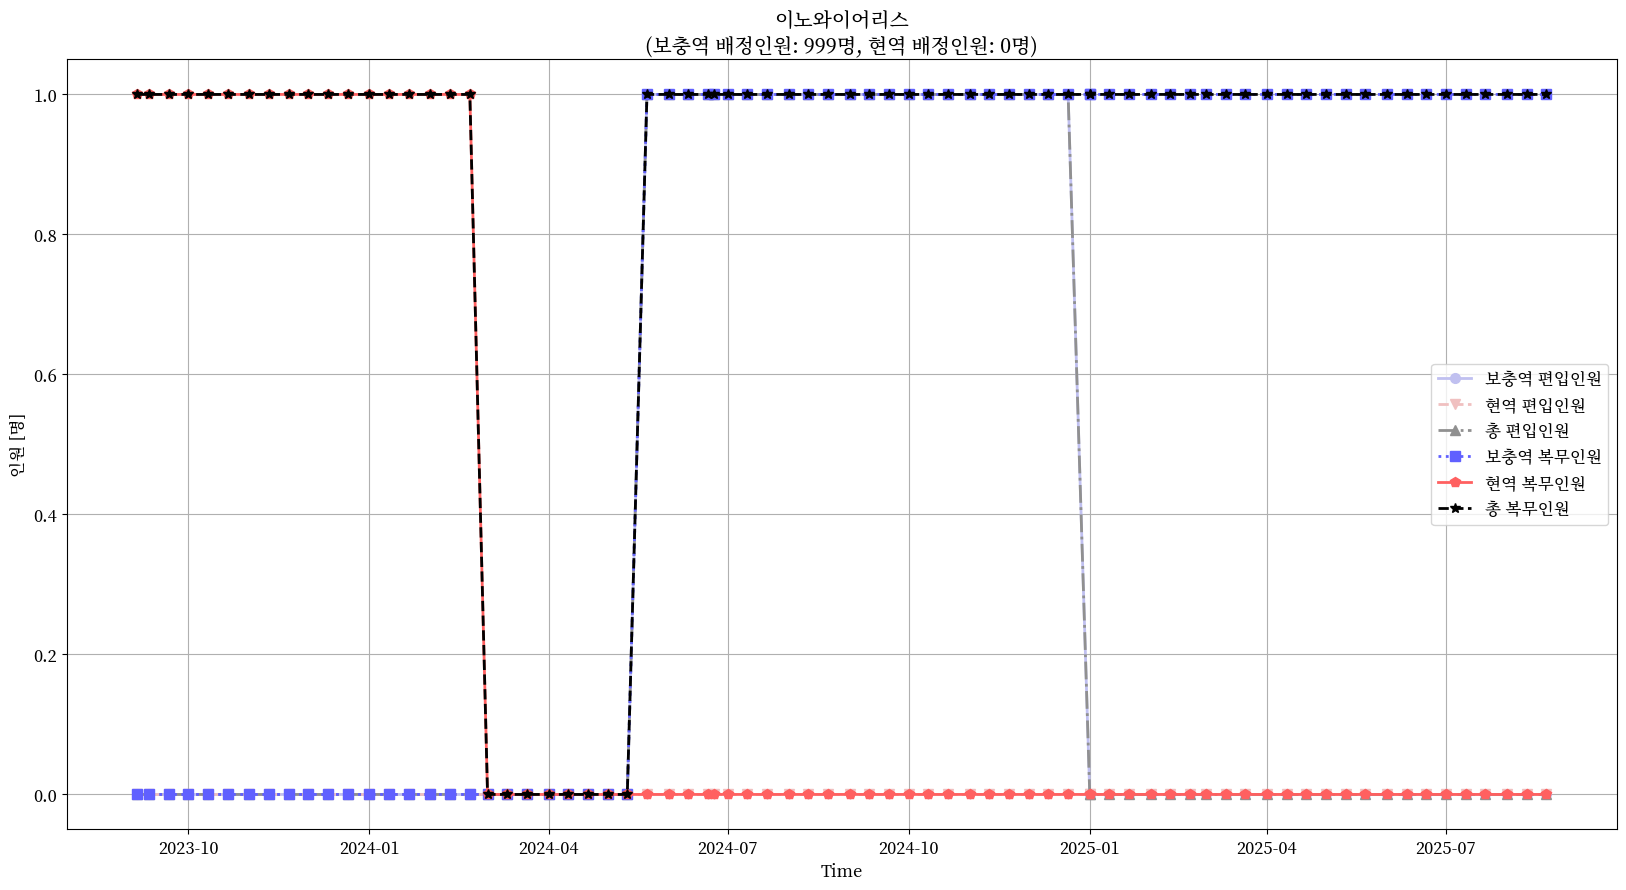 이노와이어리스
(보충역 배정인원: 999명, 현역 배정인원: 0명)
1.0
0.8
0.6
0.4
0.2
0.0
인원 [명]
보충역 편입인원
현역 편입인원
총 편입인원
보충역 복무인원
현역 복무인원
총 복무인원
2023-10
2024-01
2024-04
2024-07
2024-10
2025-01
2025-04
2025-07
Time